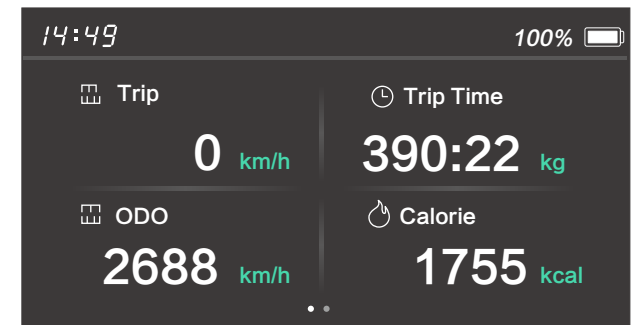 14:49 100%
Trip Trip Time
0 km/h 390:22 kg
ODO Calorie
2688 km/h 1755 kcal